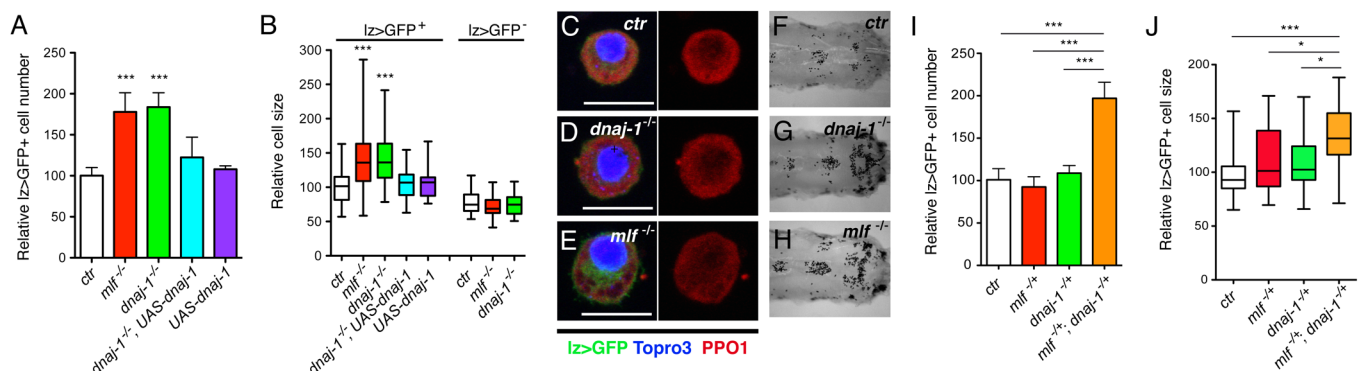 A
Relative lz>GFP+ cell number
250
200
150
100
50
0
***
***
ctr
mlf-/-
dnaj-1-/-
dnaj-1-/-, UAS-dnaj-1
UAS-dnaj-1
B
lz>GFP+
lz>GFP-
Relative cell size
300
250
200
150
100
50
0
***
***
ctr
mlf-/-
dnaj-1-/-
dnaj-1-/- UAS-dnaj-1
UAS-dnaj-1
ctr
mlf-/-
dnaj-1-/-
C
ctr
D
dnaj-1-/-
E
mlf -/-
lz>GFP Topro3 PPO1
F
ctr
G
dnaj-1-/-
H
mlf -/-
I
Relative lz>GFP+ cell number
250
200
150
100
50
0
***
***
***
ctr
mlf-/+
dnaj-1-/+
mlf-/+; dnaj-1-/+
J
Relative lz>GFP+ cell size
200
150
100
50
0
***
*
*
ctr
mlf-/+
dnaj-1-/+
mlf-/+; dnaj-1-/+